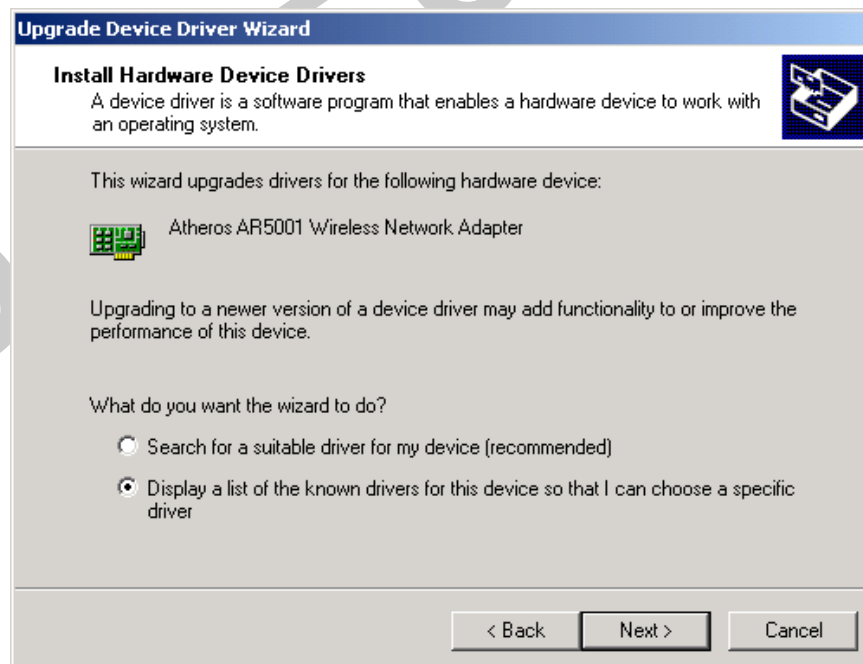 Upgrade Device Driver Wizard
Install Hardware Device Drivers
A device driver is a software program that enables a hardware device to work with
an operating system.
This wizard upgrades drivers for the following hardware device:
Atheros AR5001 Wireless Network Adapter
Upgrading to a newer version of a device driver may add functionality to or improve the
performance of this device.
What do you want the wizard to do?
Search for a suitable driver for my device (recommended)
Display a list of the known drivers for this device so that I can choose a specific
driver
< Back
Next >
Cancel